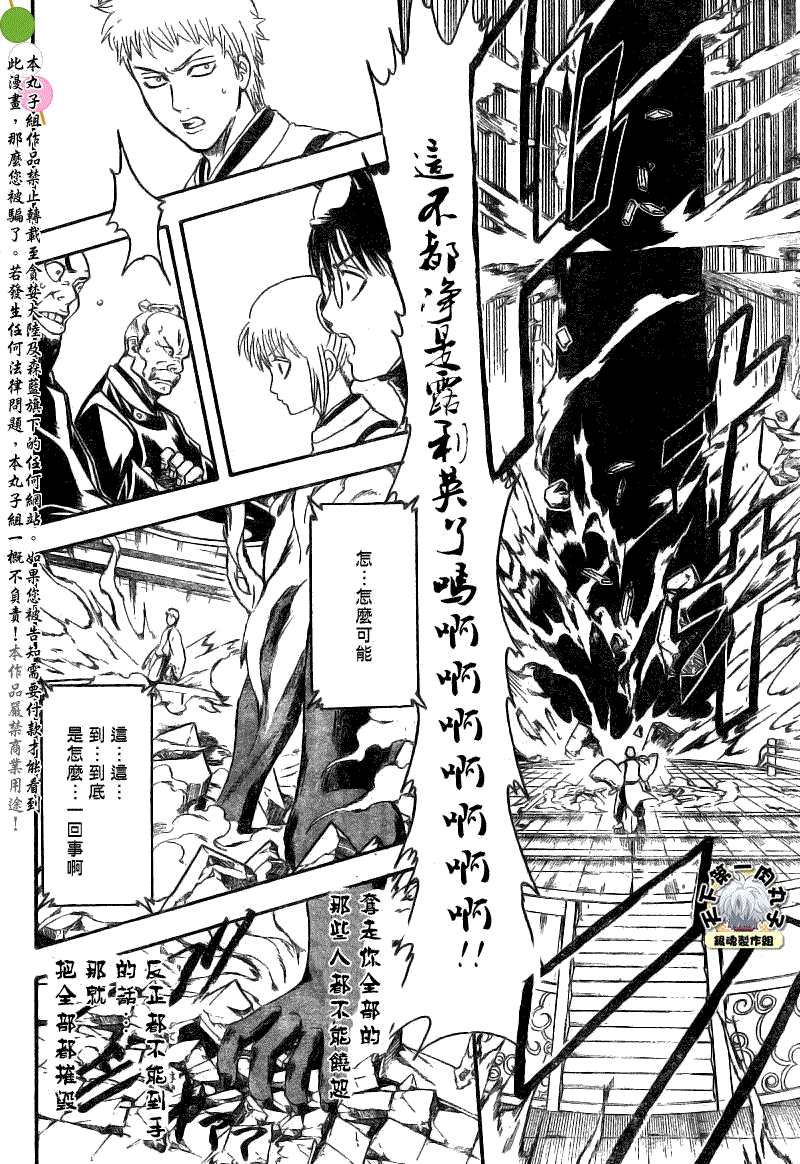 這不都淨是露利英了嗎啊啊啊啊啊啊啊!!
怎…怎麼可能
這…這…
到…到底
是怎麼…一回事啊
奪走你全部的
那些人都不能饒恕
反正都不能到手
的話…
那就
把全部都摧毀
天下第一肉丸子
銀魂製作組
本丸子組作品禁止轉載至貪婪大陸及森藍旗下的任何網站。如果您被告知需要付款才能看到
此漫畫，那麼您被騙了。若發生任何法律問題，本丸子組一概不負責！本作品嚴禁商業用途！